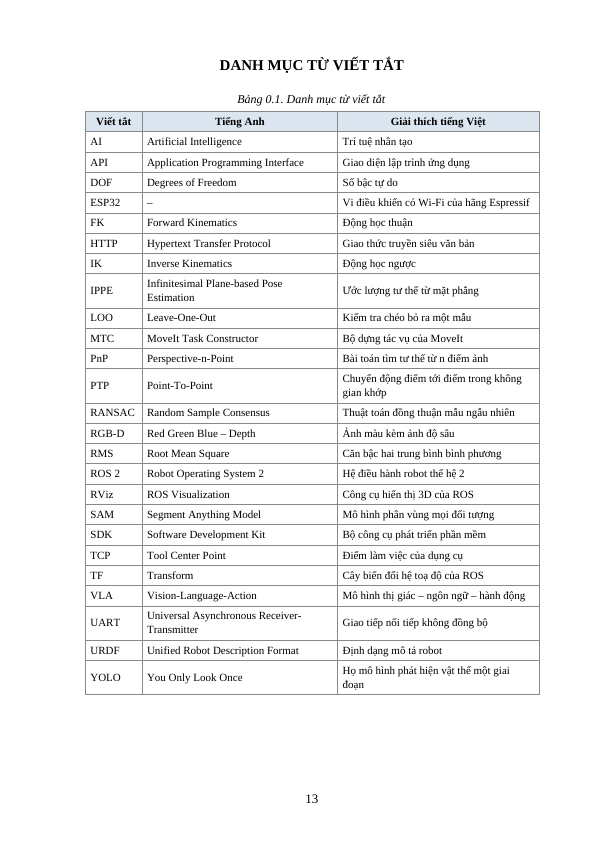 DANH MỤC TỪ VIẾT TẮT
Bảng 0.1. Danh mục từ viết tắt
Viết tắt Tiếng Anh Giải thích tiếng Việt
AI Artificial Intelligence Trí tuệ nhân tạo
API Application Programming Interface Giao diện lập trình ứng dụng
DOF Degrees of Freedom Số bậc tự do
ESP32 – Vi điều khiển có Wi-Fi của hãng Espressif
FK Forward Kinematics Động học thuận
HTTP Hypertext Transfer Protocol Giao thức truyền siêu văn bản
IK Inverse Kinematics Động học ngược
IPPE Infinitesimal Plane-based Pose
Estimation Ước lượng tư thế từ mặt phẳng
LOO Leave-One-Out Kiểm tra chéo bỏ ra một mẫu
MTC MoveIt Task Constructor Bộ dựng tác vụ của MoveIt
PnP Perspective-n-Point Bài toán tìm tư thế từ n điểm ảnh
PTP Point-To-Point Chuyển động điểm tới điểm trong không
gian khớp
RANSAC Random Sample Consensus Thuật toán đồng thuận mẫu ngẫu nhiên
RGB-D Red Green Blue – Depth Ảnh màu kèm ảnh độ sâu
RMS Root Mean Square Căn bậc hai trung bình bình phương
ROS 2 Robot Operating System 2 Hệ điều hành robot thế hệ 2
RViz ROS Visualization Công cụ hiển thị 3D của ROS
SAM Segment Anything Model Mô hình phân vùng mọi đối tượng
SDK Software Development Kit Bộ công cụ phát triển phần mềm
TCP Tool Center Point Điểm làm việc của dụng cụ
TF Transform Cây biến đổi hệ toạ độ của ROS
VLA Vision-Language-Action Mô hình thị giác – ngôn ngữ – hành động
UART Universal Asynchronous Receiver-
Transmitter Giao tiếp nối tiếp không đồng bộ
URDF Unified Robot Description Format Định dạng mô tả robot
YOLO You Only Look Once Họ mô hình phát hiện vật thể một giai
đoạn
13